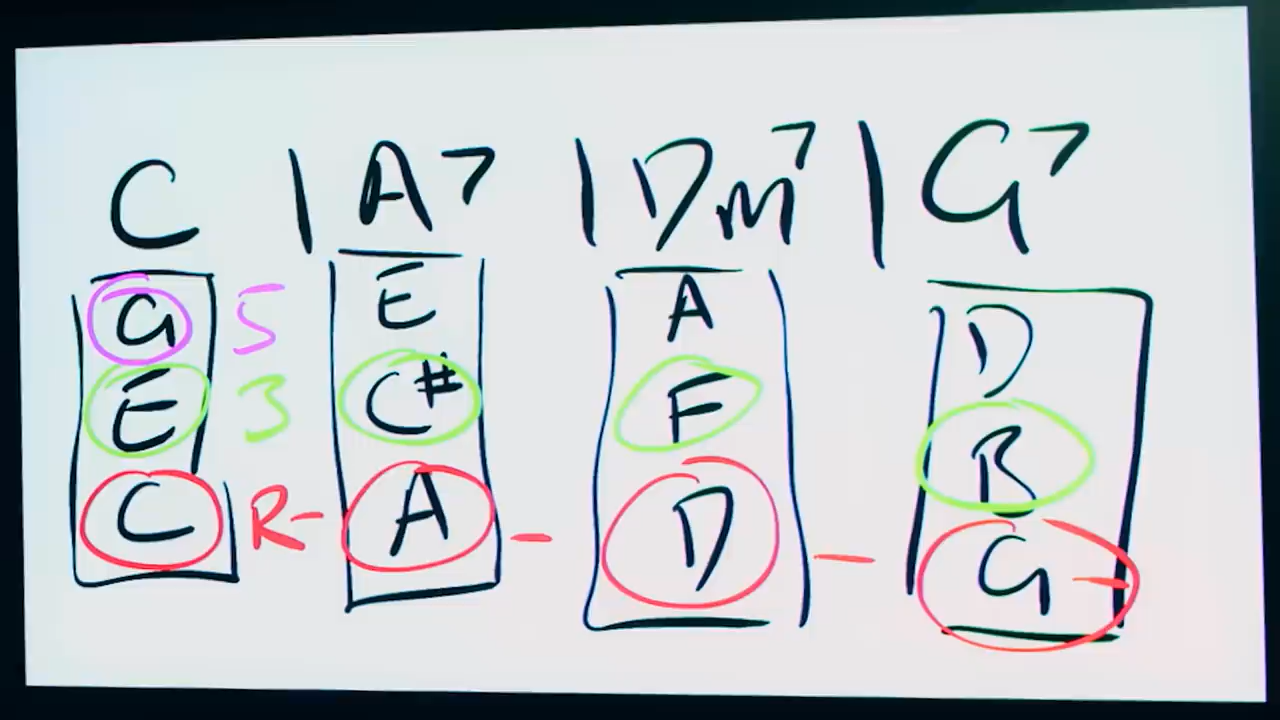 C | A7 | Dm7 | G7
G 5 E A D
E 3 C# F B
C R- A - D - G -